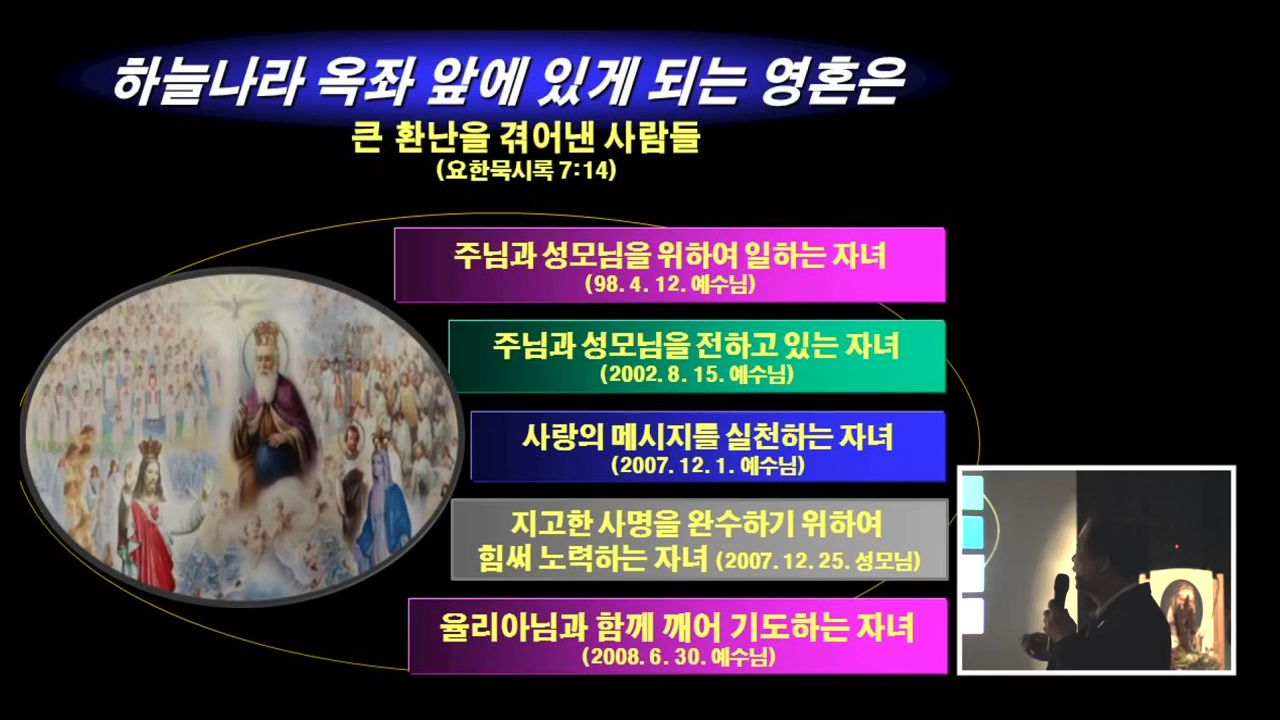 하늘나라 옥좌 앞에 있게 되는 영혼은
큰 환난을 겪어낸 사람들
(요한묵시록 7:14)
주님과 성모님을 위하여 일하는 자녀
(98. 4. 12. 예수님)
주님과 성모님을 전하고 있는 자녀
(2002. 8. 15. 예수님)
사랑의 메시지를 실천하는 자녀
(2007. 12. 1. 예수님)
지고한 사명을 완수하기 위하여
힘써 노력하는 자녀 (2007. 12. 25. 성모님)
율리아님과 함께 깨어 기도하는 자녀
(2008. 6. 30. 예수님)